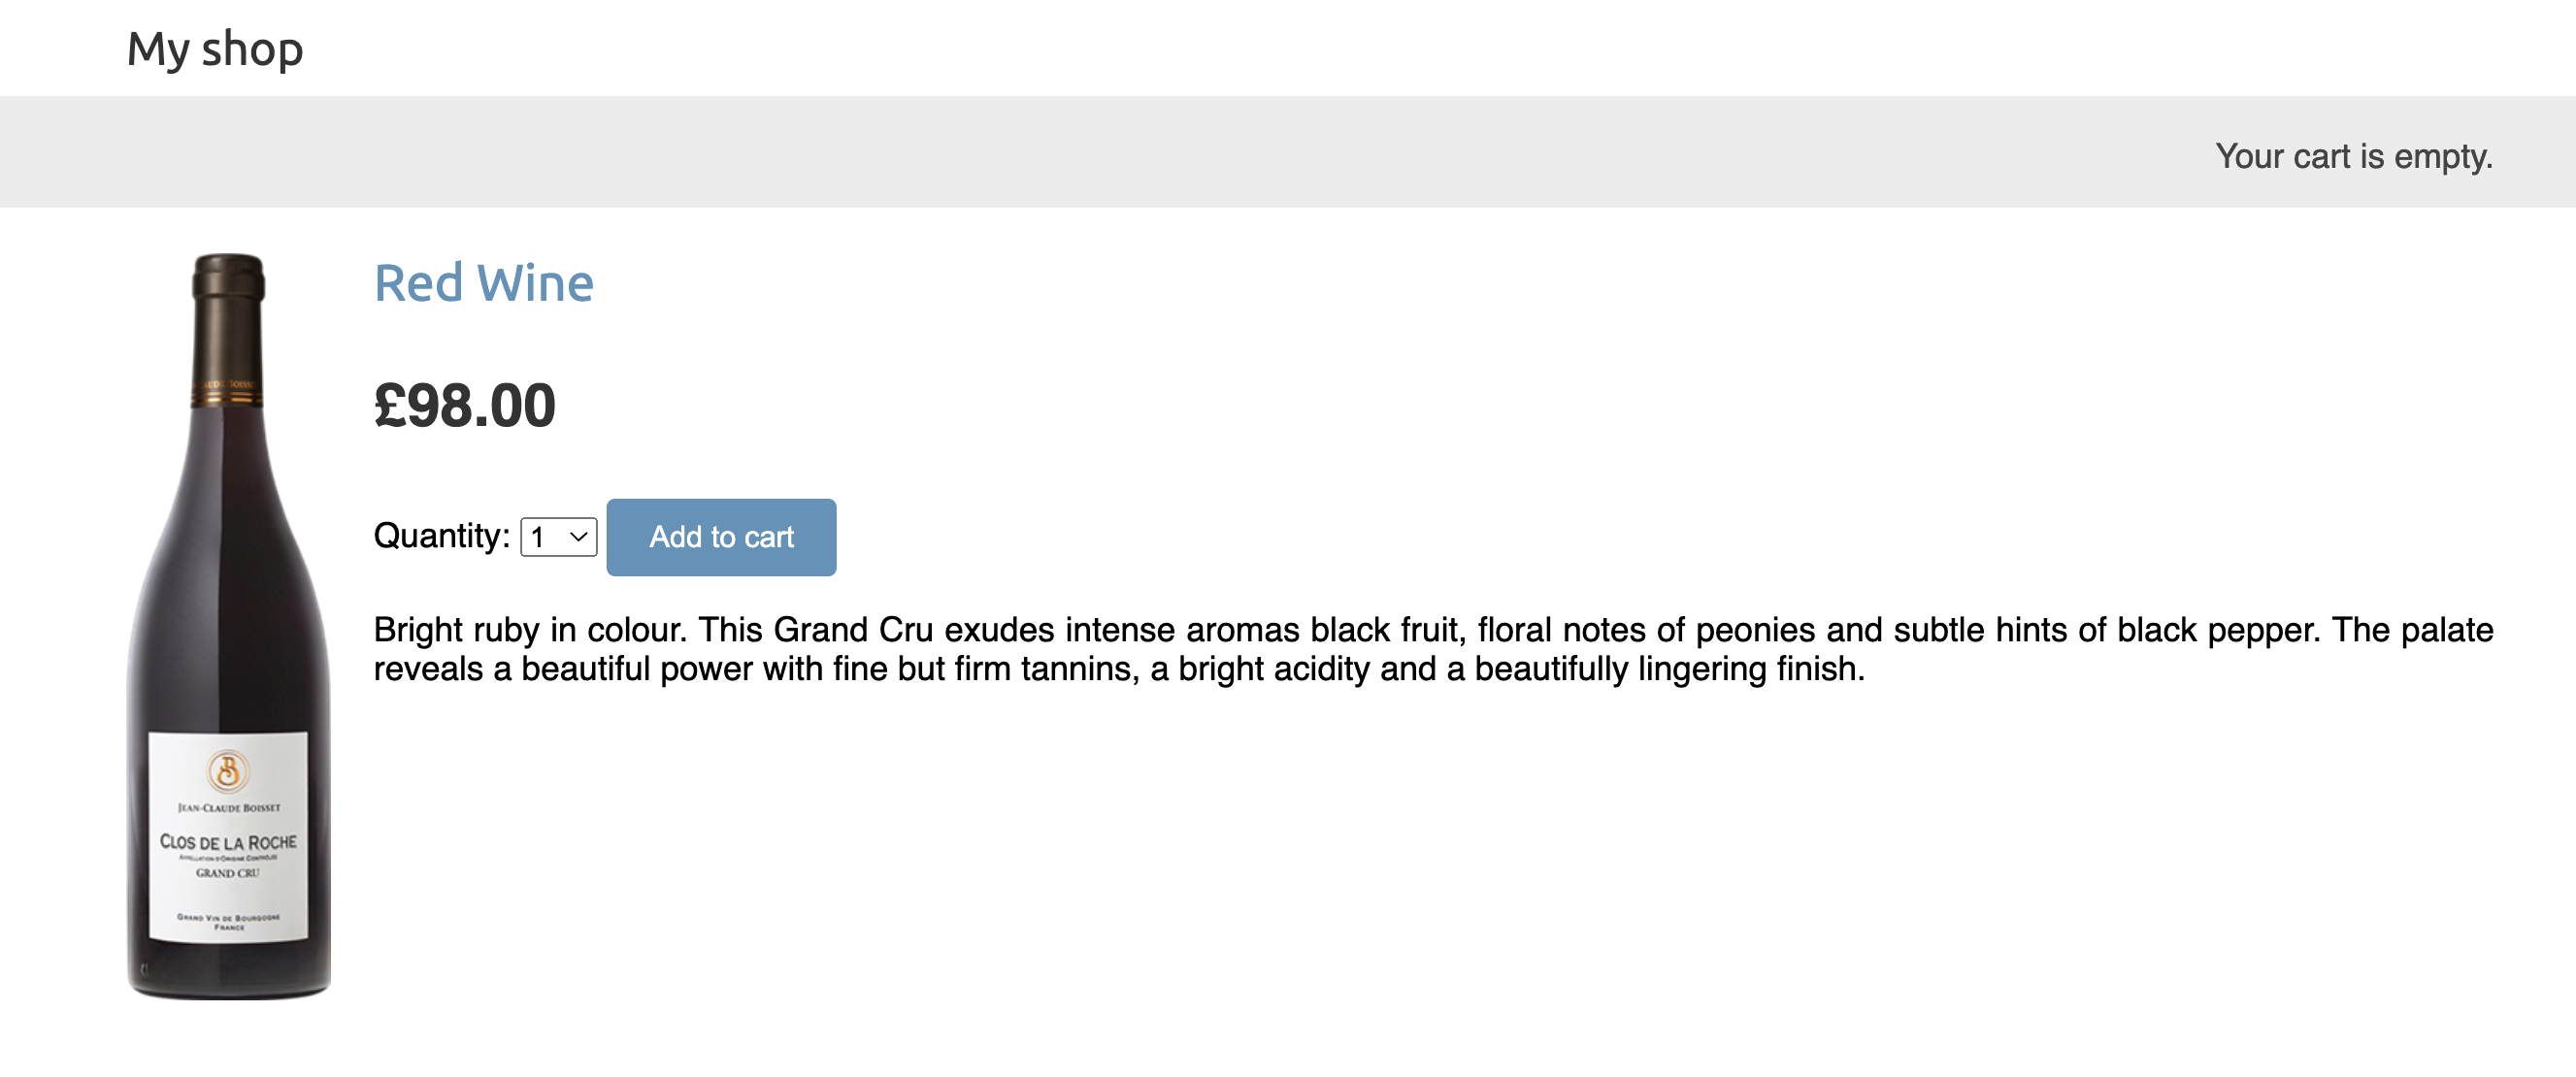 My shop
Your cart is empty.
Red Wine
£98.00
Quantity: 1 Add to cart
Bright ruby in colour. This Grand Cru exudes intense aromas black fruit, floral notes of peonies and subtle hints of black pepper. The palate
reveals a beautiful power with fine but firm tannins, a bright acidity and a beautifully lingering finish.
JEAN-CLAUDE BOISSET
CLOS DE LA ROCHE
APPELLATION D'ORIGINE CONTRÔLÉE
GRAND CRU
GRAND VIN DE BOURGOGNE
FRANCE